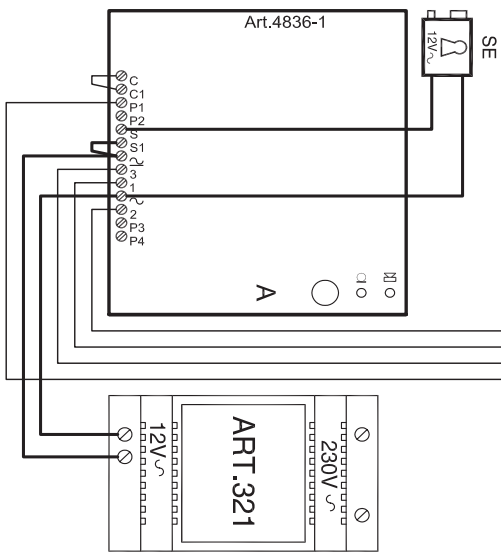 Art.4836-1
SE
12V~
C
C1
P1
P2
S
S1
~
3
1
~
2
P3
P4
A
12V~
ART.321
230V~